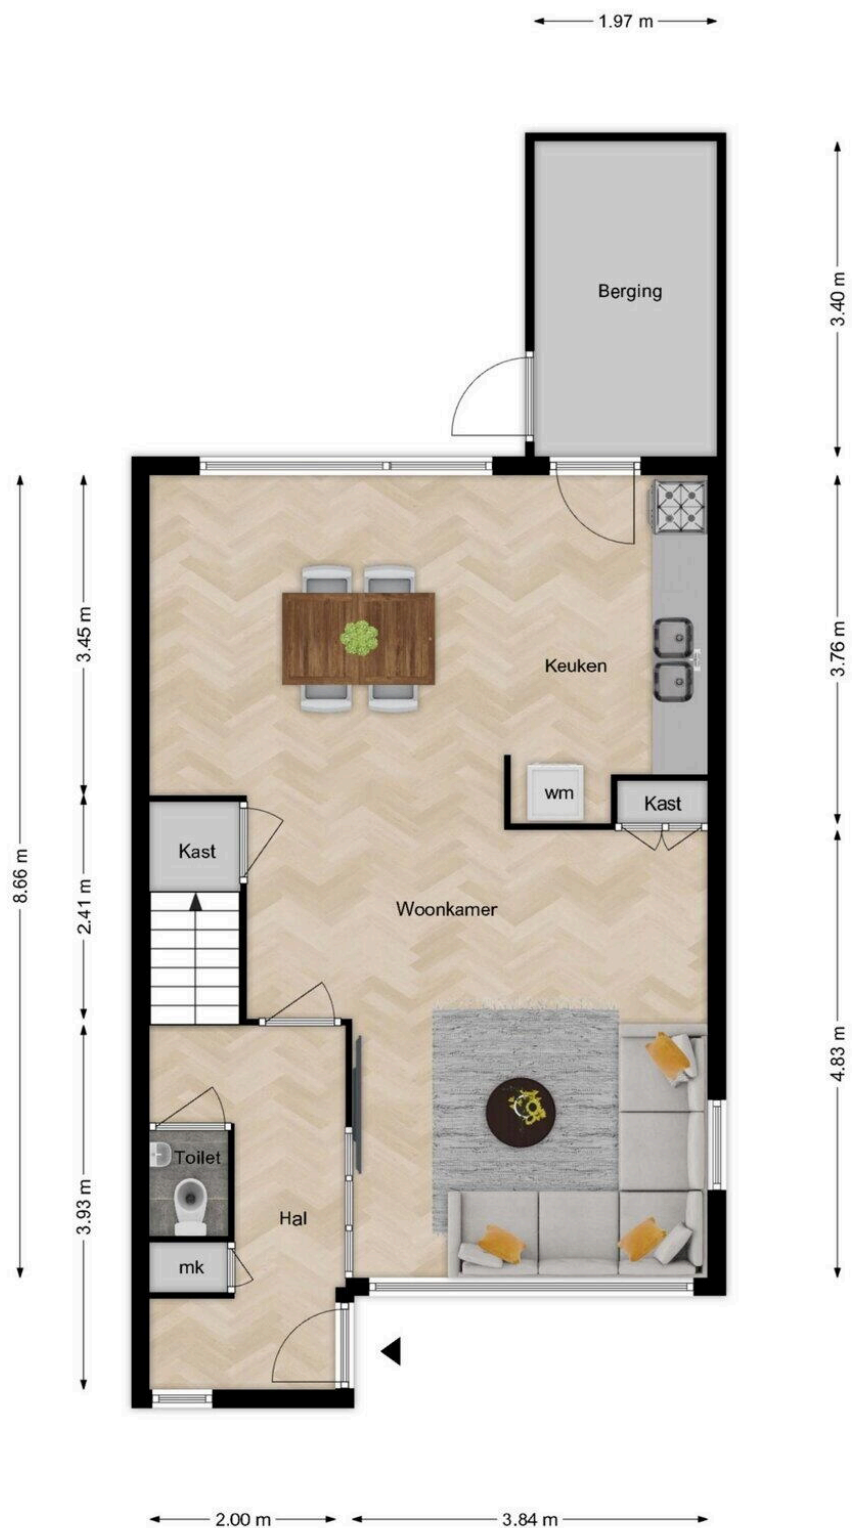 1.97 m
Berging
3.40 m
3.45 m
Keuken
3.76 m
wm
Kast
Kast
8.66 m
2.41 m
Woonkamer
4.83 m
Toilet
3.93 m
Hal
mk
2.00 m
3.84 m